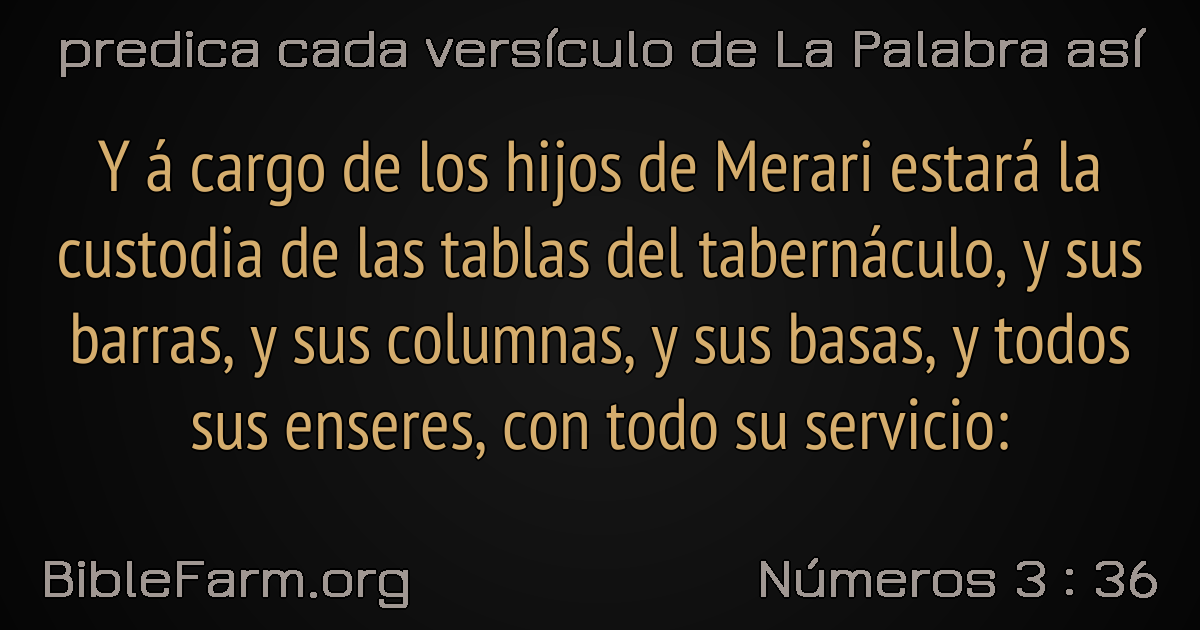 predica cada versículo de La Palabra así
Y á cargo de los hijos de Merari estará la
custodia de las tablas del tabernáculo, y sus
barras, y sus columnas, y sus basas, y todos
sus enseres, con todo su servicio:
BibleFarm.org
Números 3 : 36